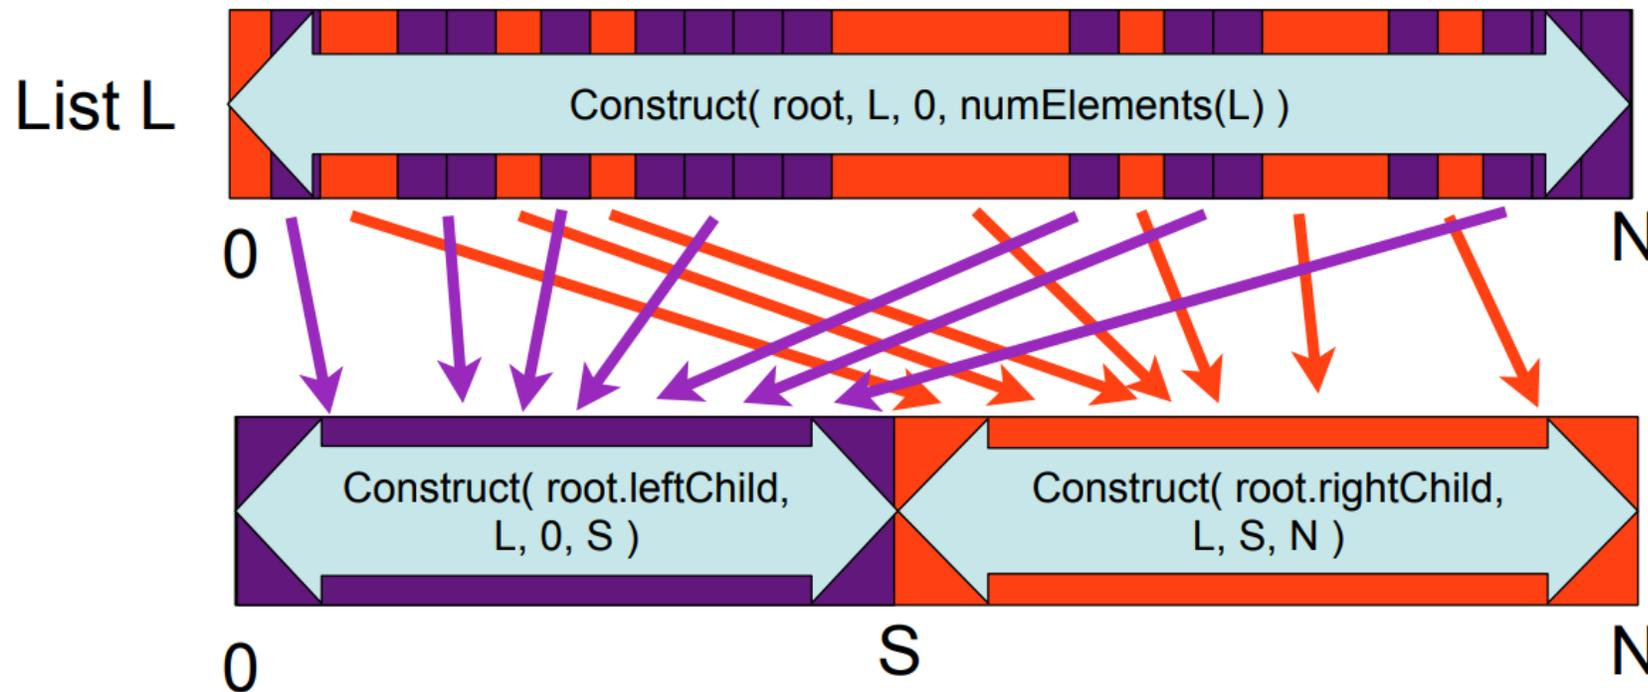 List L
Construct( root, L, 0, numElements(L) )
0
N
Construct( root.leftChild,
L, 0, S )
Construct( root.rightChild,
L, S, N )
0
S
N